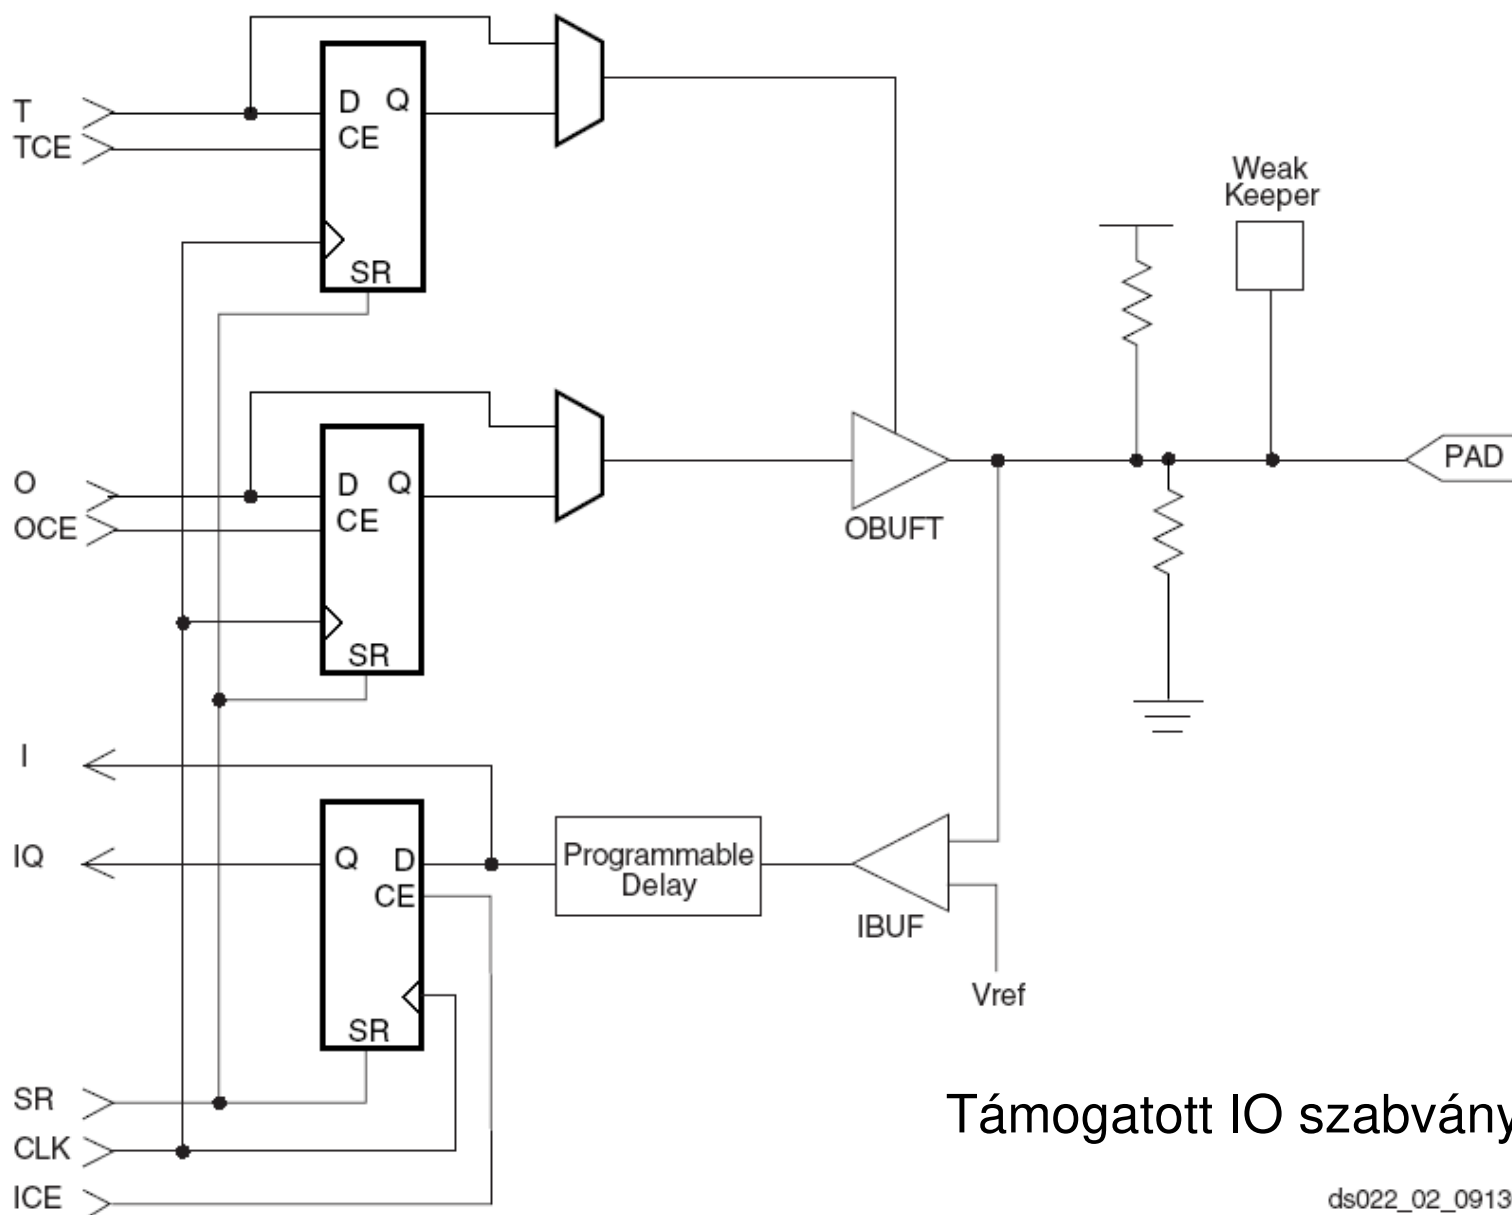 T
TCE
D Q
CE
SR
Weak
Keeper
O
OCE
D Q
CE
SR
OBUFT
PAD
I
IQ
Q D
CE
SR
Programmable
Delay
IBUF
Vref
SR
CLK
ICE
Támogatott IO szabvány
ds022_02_0913